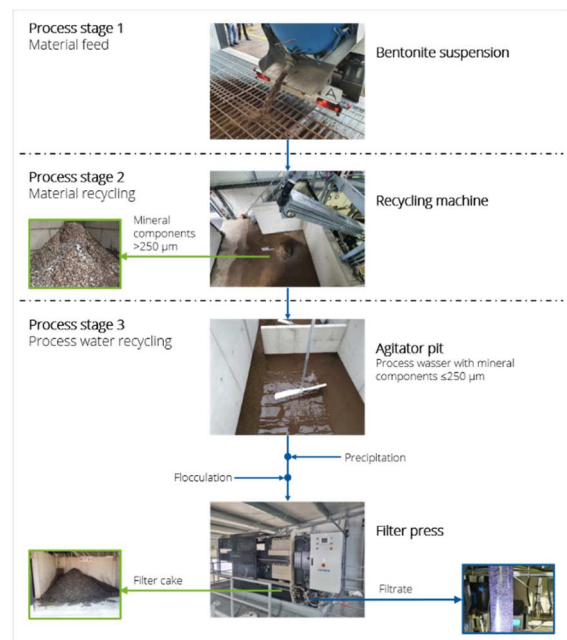 Process stage 1
Material feed
Bentonite suspension
A
Process stage 2
Material recycling
Recycling machine
Mineral
components
>250 µm
Process stage 3
Process water recycling
Agitator pit
Process wasser with mineral
components ≤250 µm
Precipitation
Flocculation
Filter press
Filter cake
Filtrate